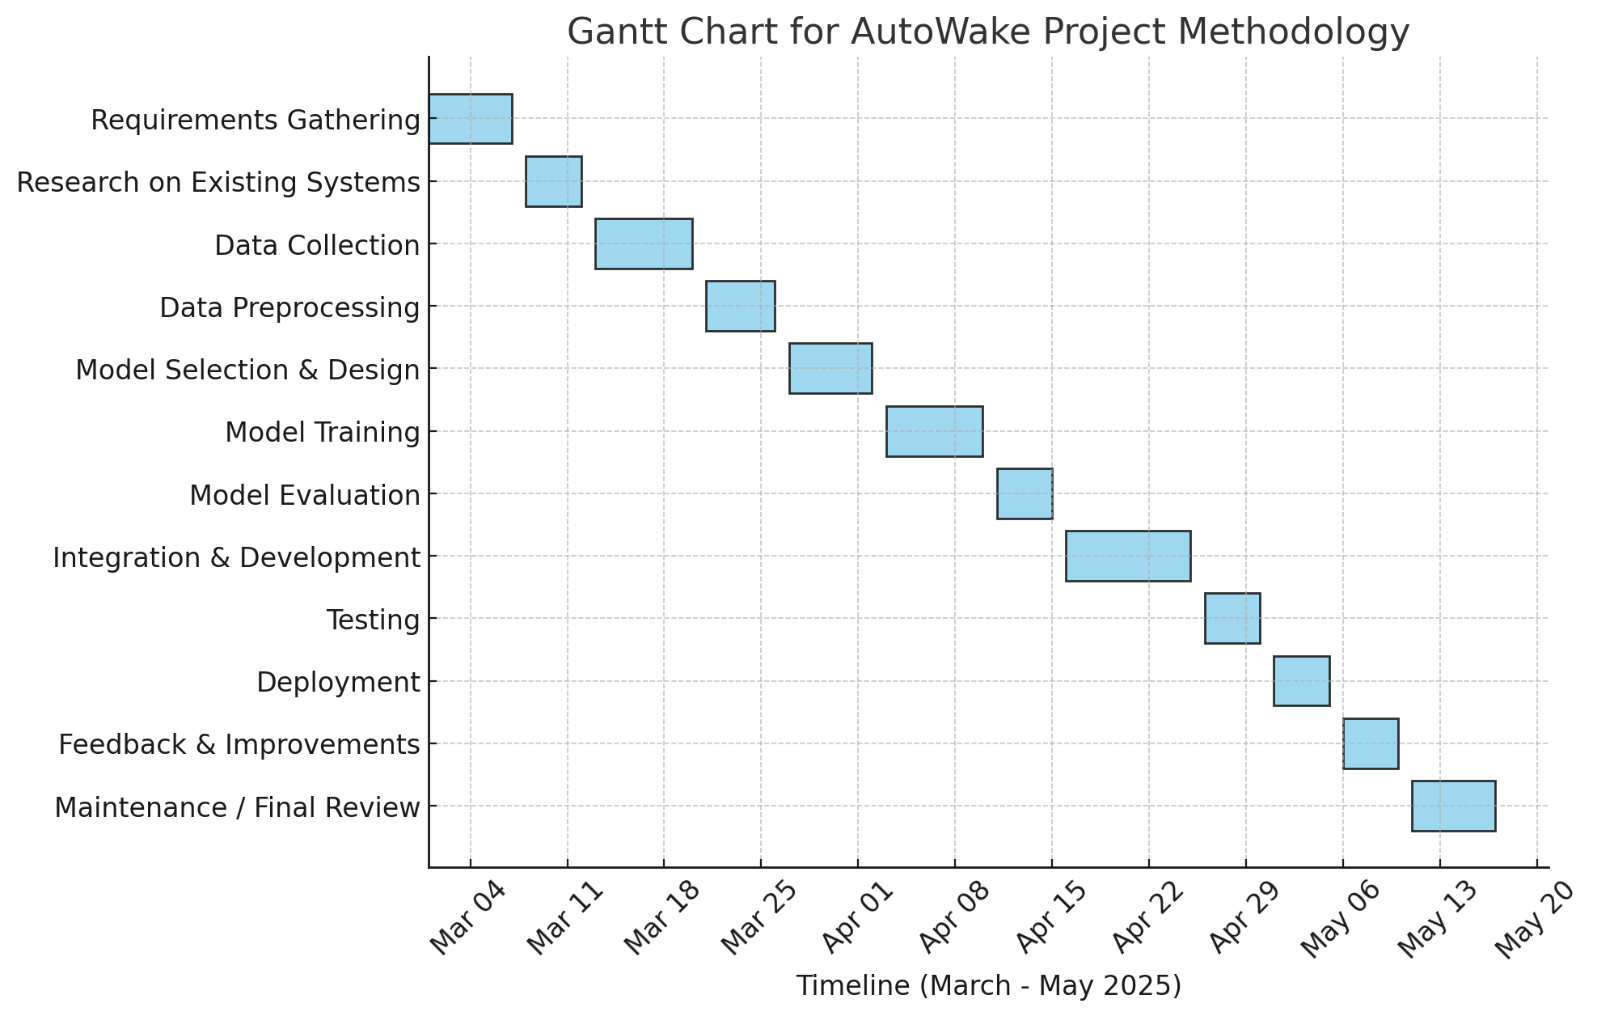 Gantt Chart for AutoWake Project Methodology
Requirements Gathering
Research on Existing Systems
Data Collection
Data Preprocessing
Model Selection & Design
Model Training
Model Evaluation
Integration & Development
Testing
Deployment
Feedback & Improvements
Maintenance / Final Review
Mar 04 Mar 11 Mar 18 Mar 25 Apr 01 Apr 08 Apr 15 Apr 22 Apr 29 May 06 May 13 May 20
Timeline (March - May 2025)